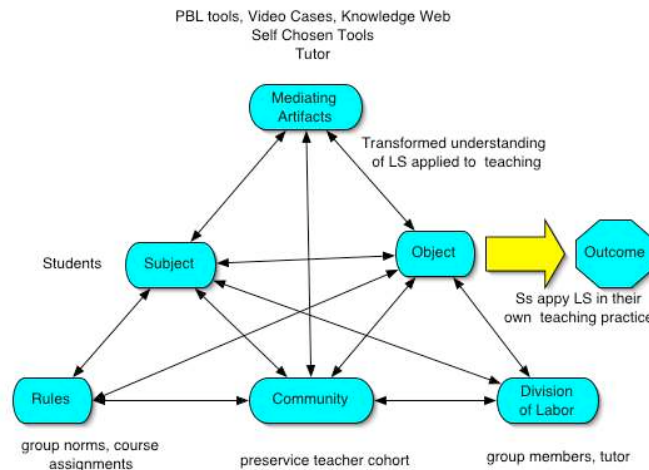 PBL tools, Video Cases, Knowledge Web
Self Chosen Tools
Tutor
Mediating
Artifacts
Transformed understanding
of LS applied to teaching
Students
Subject
Object
Outcome
Ss appy LS in their
own teaching practice
Rules
Community
Division
of Labor
group norms, course
assignments
preservice teacher cohort
group members, tutor